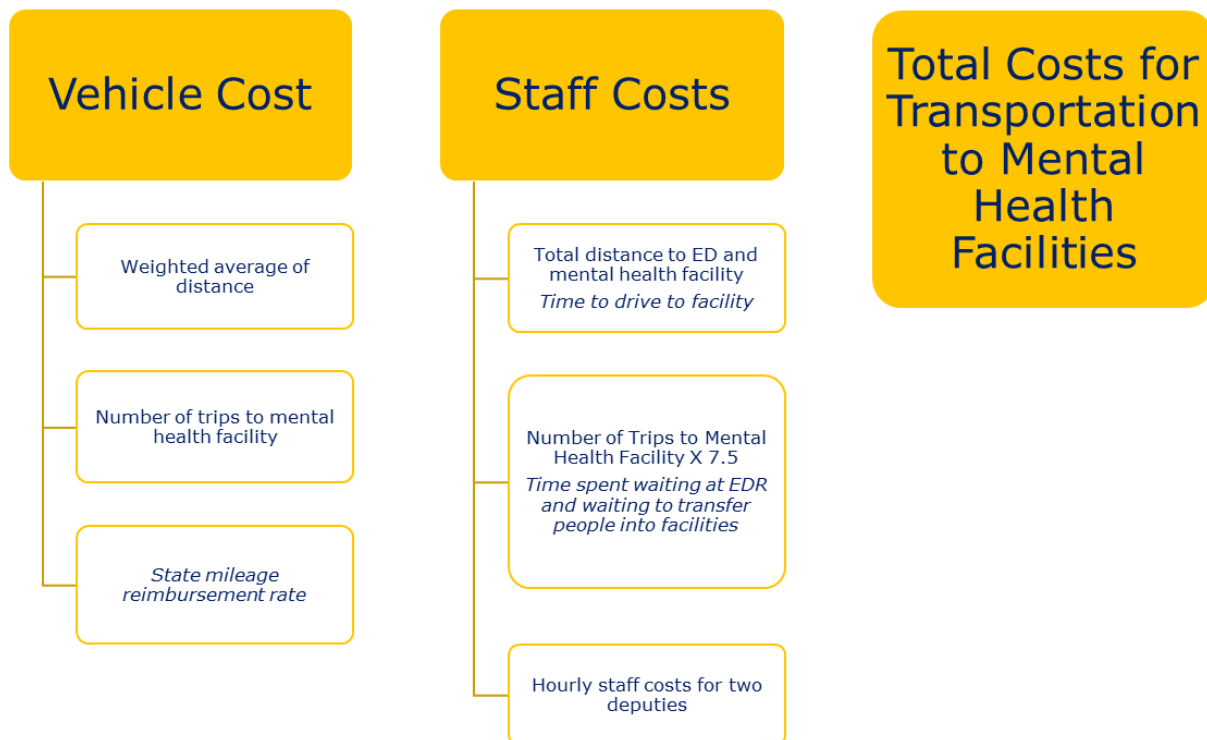 Vehicle Cost
Weighted average of
distance
Number of trips to mental
health facility
State mileage
reimbursement rate
Staff Costs
Total distance to ED and
mental health facility
Time to drive to facility
Number of Trips to Mental
Health Facility X 7.5
Time spent waiting at EDR
and waiting to transfer
people into facilities
Hourly staff costs for two
deputies
Total Costs for
Transportation
to Mental
Health
Facilities